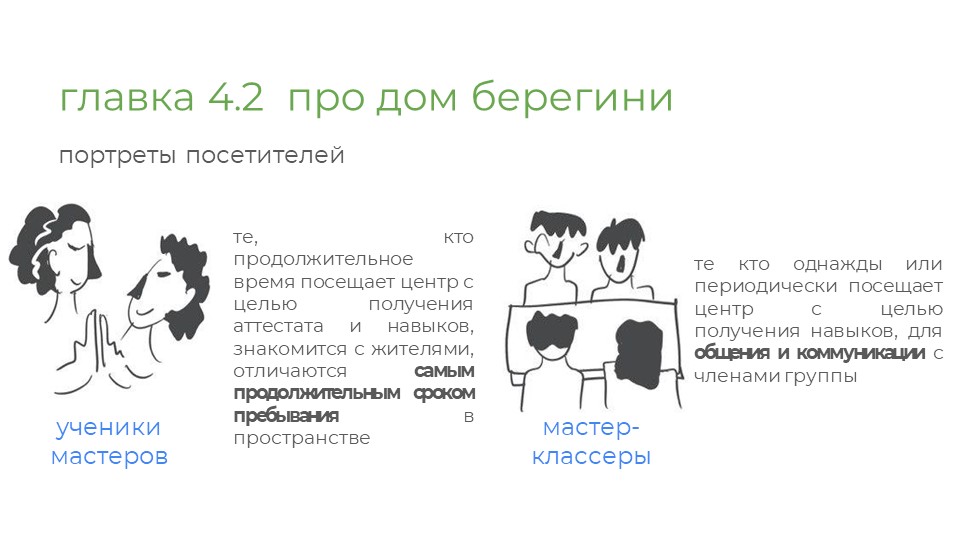 главка 4.2 про дом берегини
портреты посетителей
те, кто
продолжительное
время посещает центр с
целью получения
аттестата и навыков,
знакомится с жителями,
отличаются самым
продолжительным сроком
пребывания в
пространстве
ученики
мастеров
те кто однажды или
периодически посещает
центр с целью
получения навыков, для
общения и коммуникации с
членами группы
мастер-
классеры